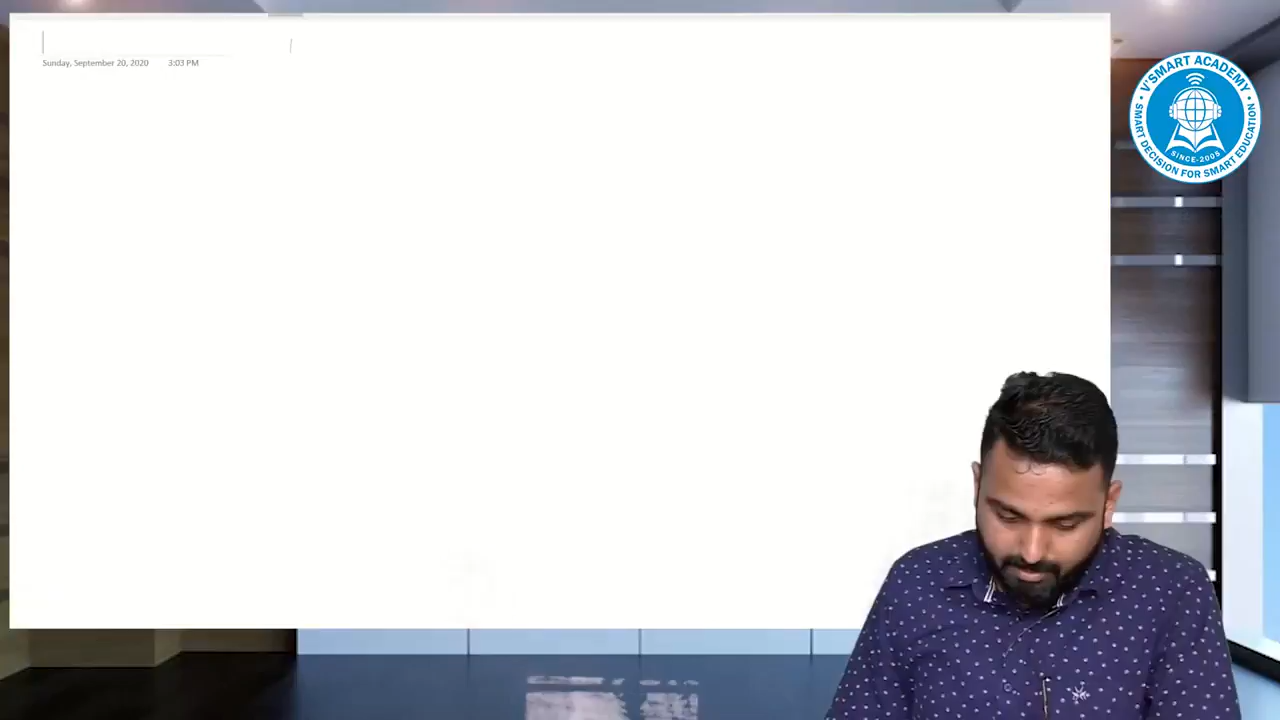 Sunday, September 20, 2020 3:03 PM
V'SMART ACADEMY
SMART DECISION FOR SMART EDUCATION
SINCE-2005